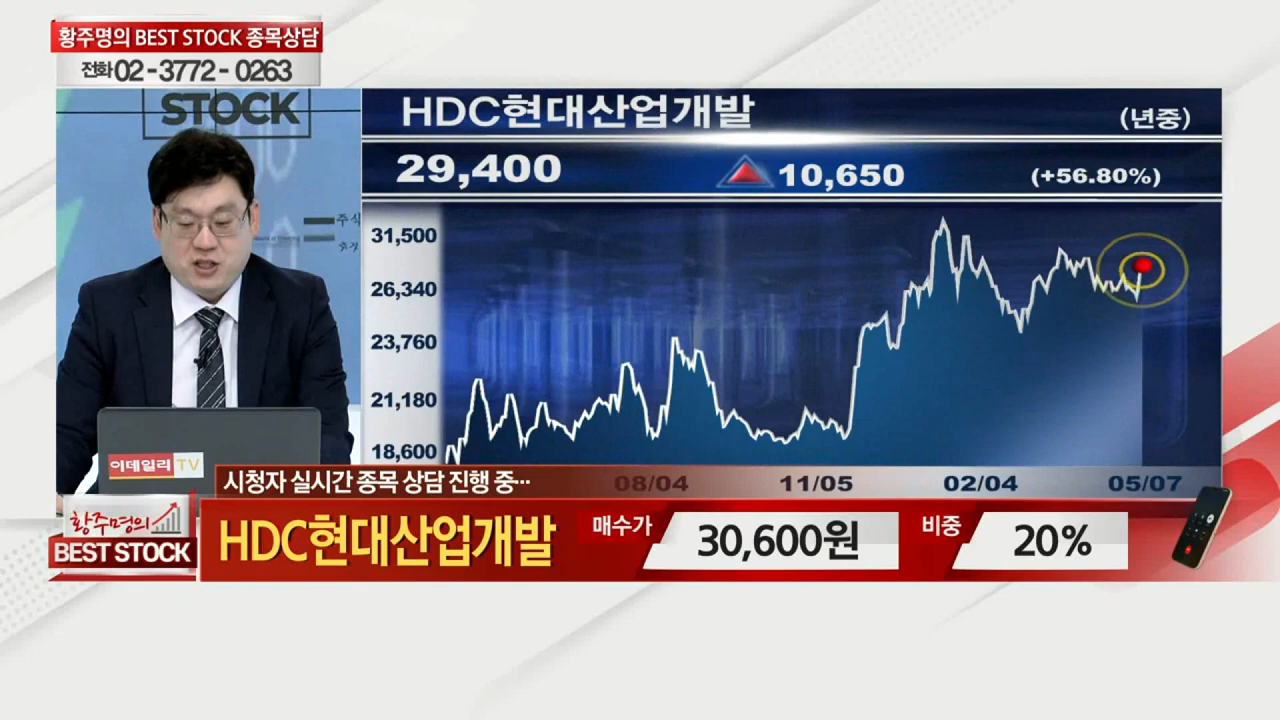 황주명의 BEST STOCK 종목상담
전화 02-3772-0263
STOCK
주식
HDC현대산업개발 (년중)
29,400 ▲ 10,650 (+56.80%)
31,500
26,340
23,760
21,180
18,600
08/04 11/05 02/04 05/07
이데일리 TV
시청자 실시간 종목 상담 진행 중...
황주명의
BEST STOCK
HDC현대산업개발 매수가 30,600원 비중 20%